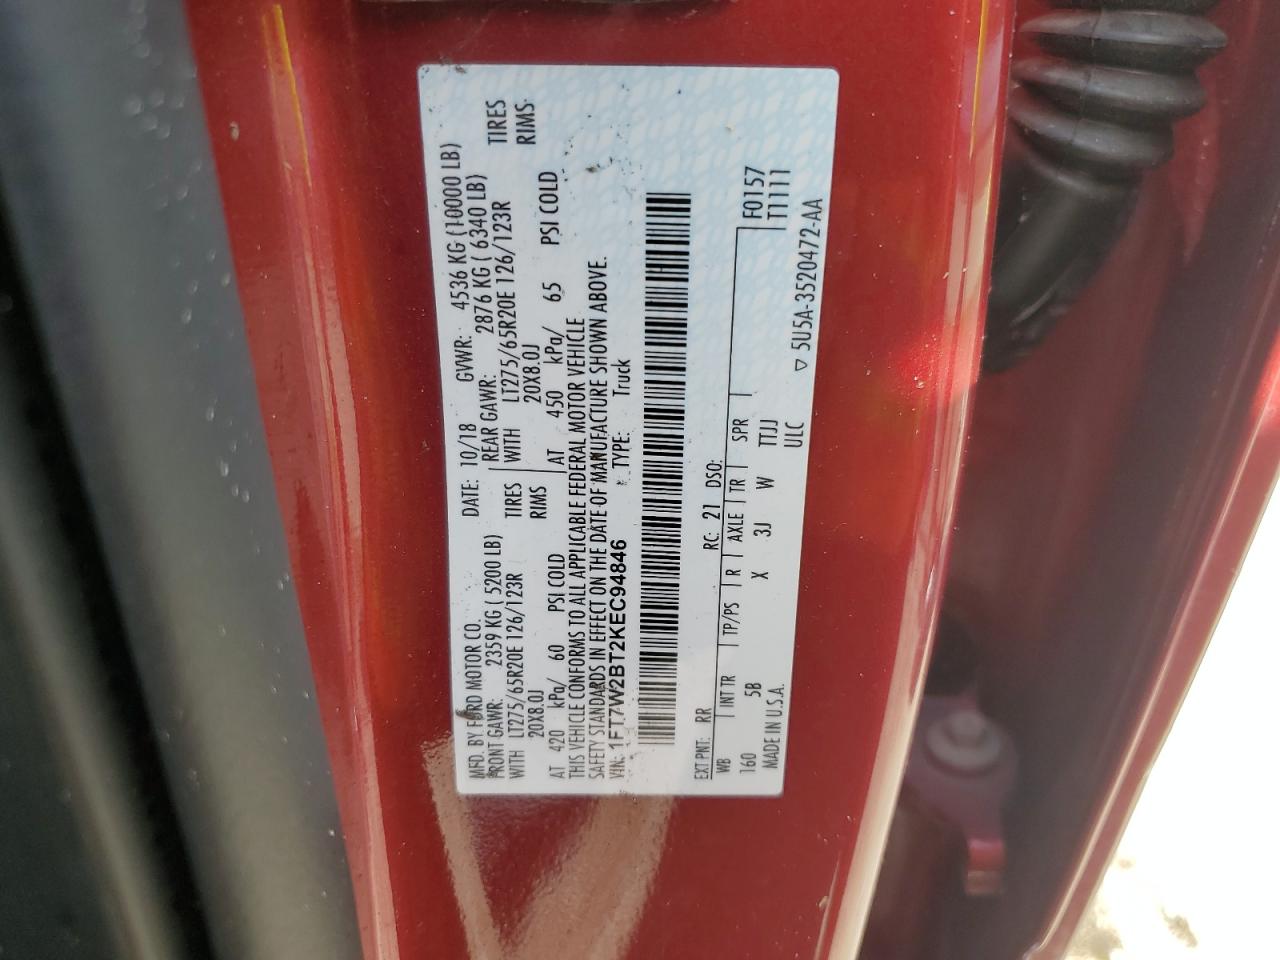 MFD. BY FORD MOTOR CO. DATE: 10/18 GVWR: 4536 KG (10000 LB)
FRONT GAWR: 2359 KG ( 5200 LB) REAR GAWR: 2876 KG ( 6340 LB)
WITH LT275/65R20E 126/123R TIRES WITH LT275/65R20E 126/123R TIRES
20X8.0J RIMS 20X8.0J RIMS:
AT 420 kPa/ 60 PSI COLD AT 450 kPa/ 65 PSI COLD
THIS VEHICLE CONFORMS TO ALL APPLICABLE FEDERAL MOTOR VEHICLE
SAFETY STANDARDS IN EFFECT ON THE DATE OF MANUFACTURE SHOWN ABOVE.
VIN: 1FT7W2BT2KEC94846 TYPE: Truck
EXT PNT: RR RC: 21 DSO: F0157
WB INT TR TP/PS R AXLE TR SPR T1111
160 5B X 3J W TTJJ
MADE IN U.S.A. ULC
▽ 5U5A-3520472-AA